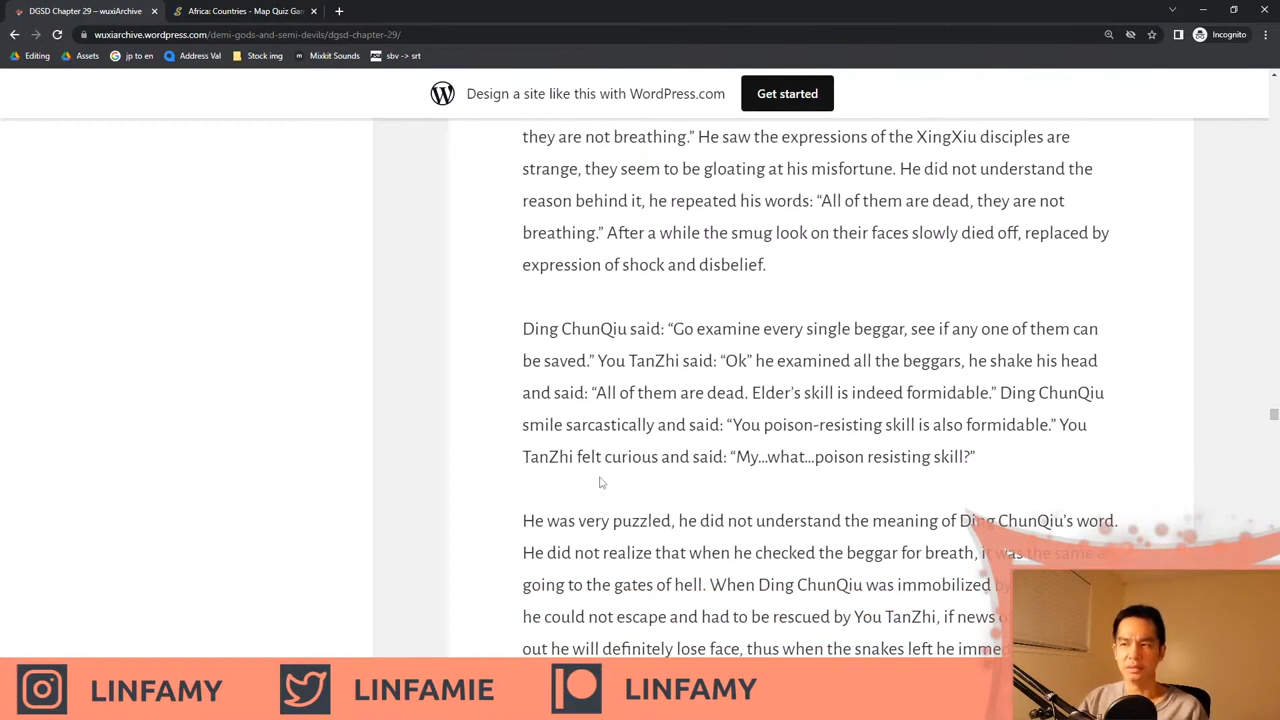 DGSD Chapter 29 – wuxiArchive
Africa: Countries - Map Quiz Gam
wuxiarchive.wordpress.com/demi-gods-and-semi-devils/dgsd-chapter-29/
Incognito
Editing
Assets
jp to en
Address Val
Stock img
Mixkit Sounds
sbv -> srt
Design a site like this with WordPress.com
Get started
they are not breathing.” He saw the expressions of the XingXiu disciples are
strange, they seem to be gloating at his misfortune. He did not understand the
reason behind it, he repeated his words: “All of them are dead, they are not
breathing.” After a while the smug look on their faces slowly died off, replaced by
expression of shock and disbelief.
Ding ChunQiu said: “Go examine every single beggar, see if any one of them can
be saved.” You TanZhi said: “Ok” he examined all the beggars, he shake his head
and said: “All of them are dead. Elder’s skill is indeed formidable.” Ding ChunQiu
smile sarcastically and said: “You poison-resisting skill is also formidable.” You
TanZhi felt curious and said: “My…what…poison resisting skill?”
He was very puzzled, he did not understand the meaning of Ding ChunQiu’s word.
He did not realize that when he checked the beggar for breath, it was the same a
going to the gates of hell. When Ding ChunQiu was immobilized by
he could not escape and had to be rescued by You TanZhi, if news
out he will definitely lose face, thus when the snakes left he immed
LINFAMY
LINFAMIE
LINFAMY